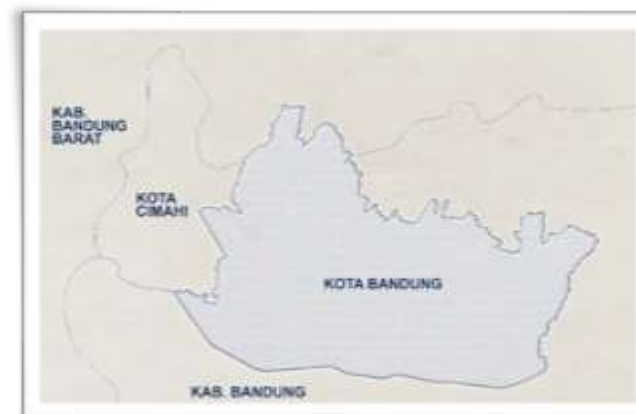 KAB.
BANDUNG
BARAT
KOTA
CIMAHI
KOTA BANDUNG
KAB. BANDUNG